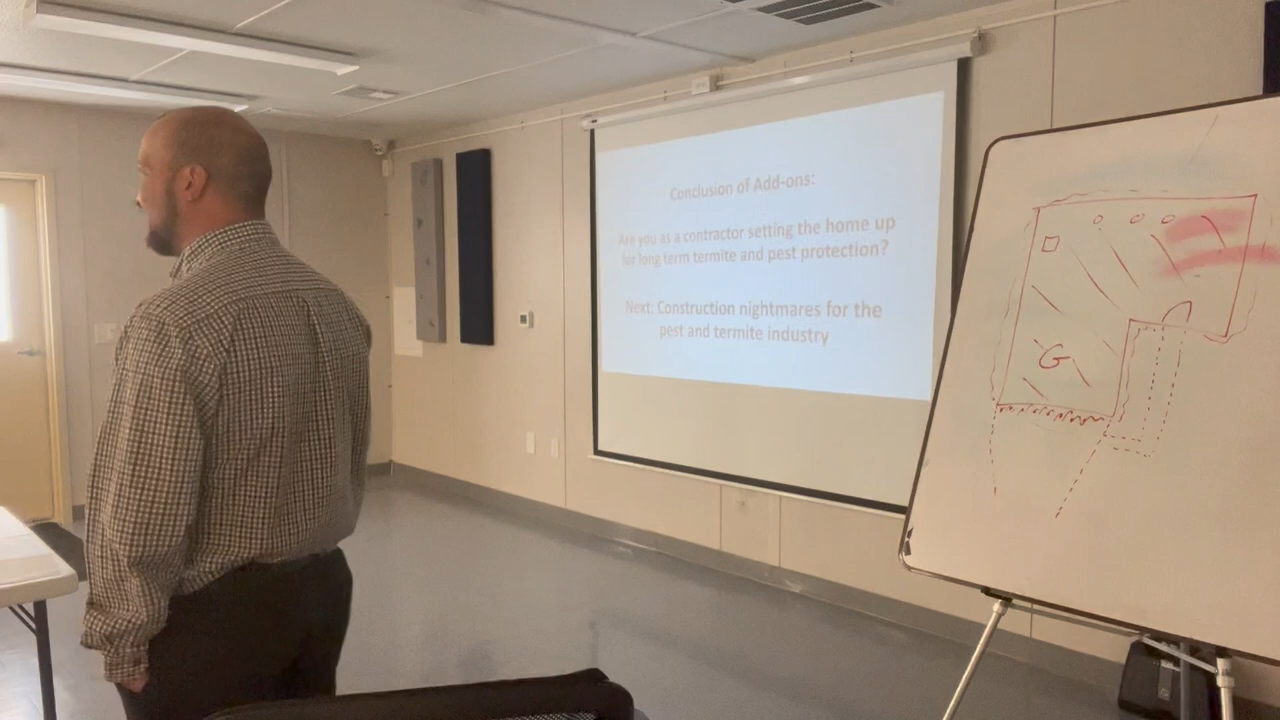 Conclusion of Add-ons:
Are you as a contractor setting the home up
for long term termite and pest protection?
Next: Construction nightmares for the
pest and termite industry
G